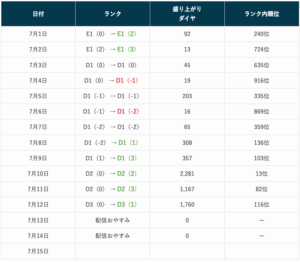 日付 ランク 盛り上がり ダイヤ ランク内順位
7月1日 E1（0）→ E1（2） 92 240位
7月2日 E1（2）→ E1（3） 13 724位
7月3日 D1（0）→ D1（0） 45 635位
7月4日 D1（0）→ D1（-1） 19 916位
7月5日 D1（-1）→ D1（-1） 203 335位
7月6日 D1（-1）→ D1（-2） 16 869位
7月7日 D1（-2）→ D1（-2） 65 359位
7月8日 D1（-2）→ D1（-1） 308 136位
7月9日 D1（1）→ D1（3） 357 103位
7月10日 D2（0）→ D2（2） 2,281 13位
7月11日 D2（0）→ D2（3） 1,167 82位
7月12日 D3（0）→ D3（1） 1,760 116位
7月13日 配信おやすみ 0 ー
7月14日 配信おやすみ 0 ー
7月15日